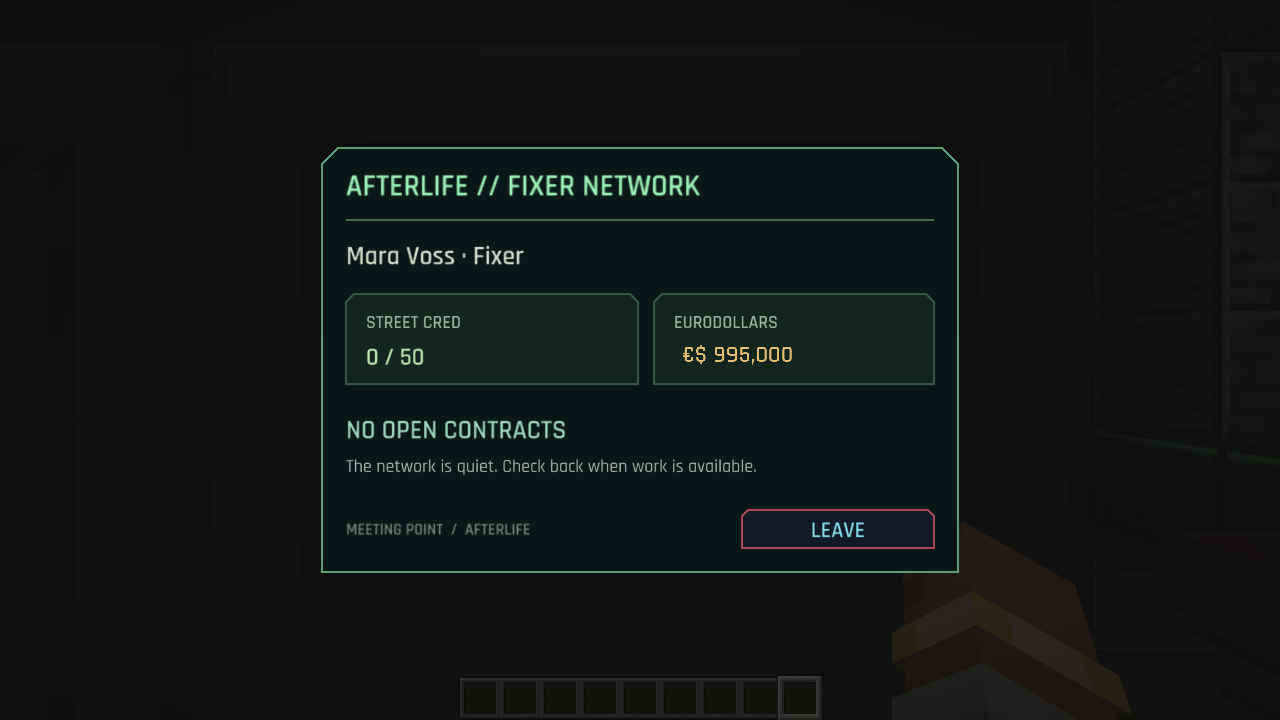 AFTERLIFE // FIXER NETWORK
Mara Voss · Fixer
STREET CRED
0 / 50
EURODOLLARS
€$ 995,000
NO OPEN CONTRACTS
The network is quiet. Check back when work is available.
MEETING POINT / AFTERLIFE
LEAVE